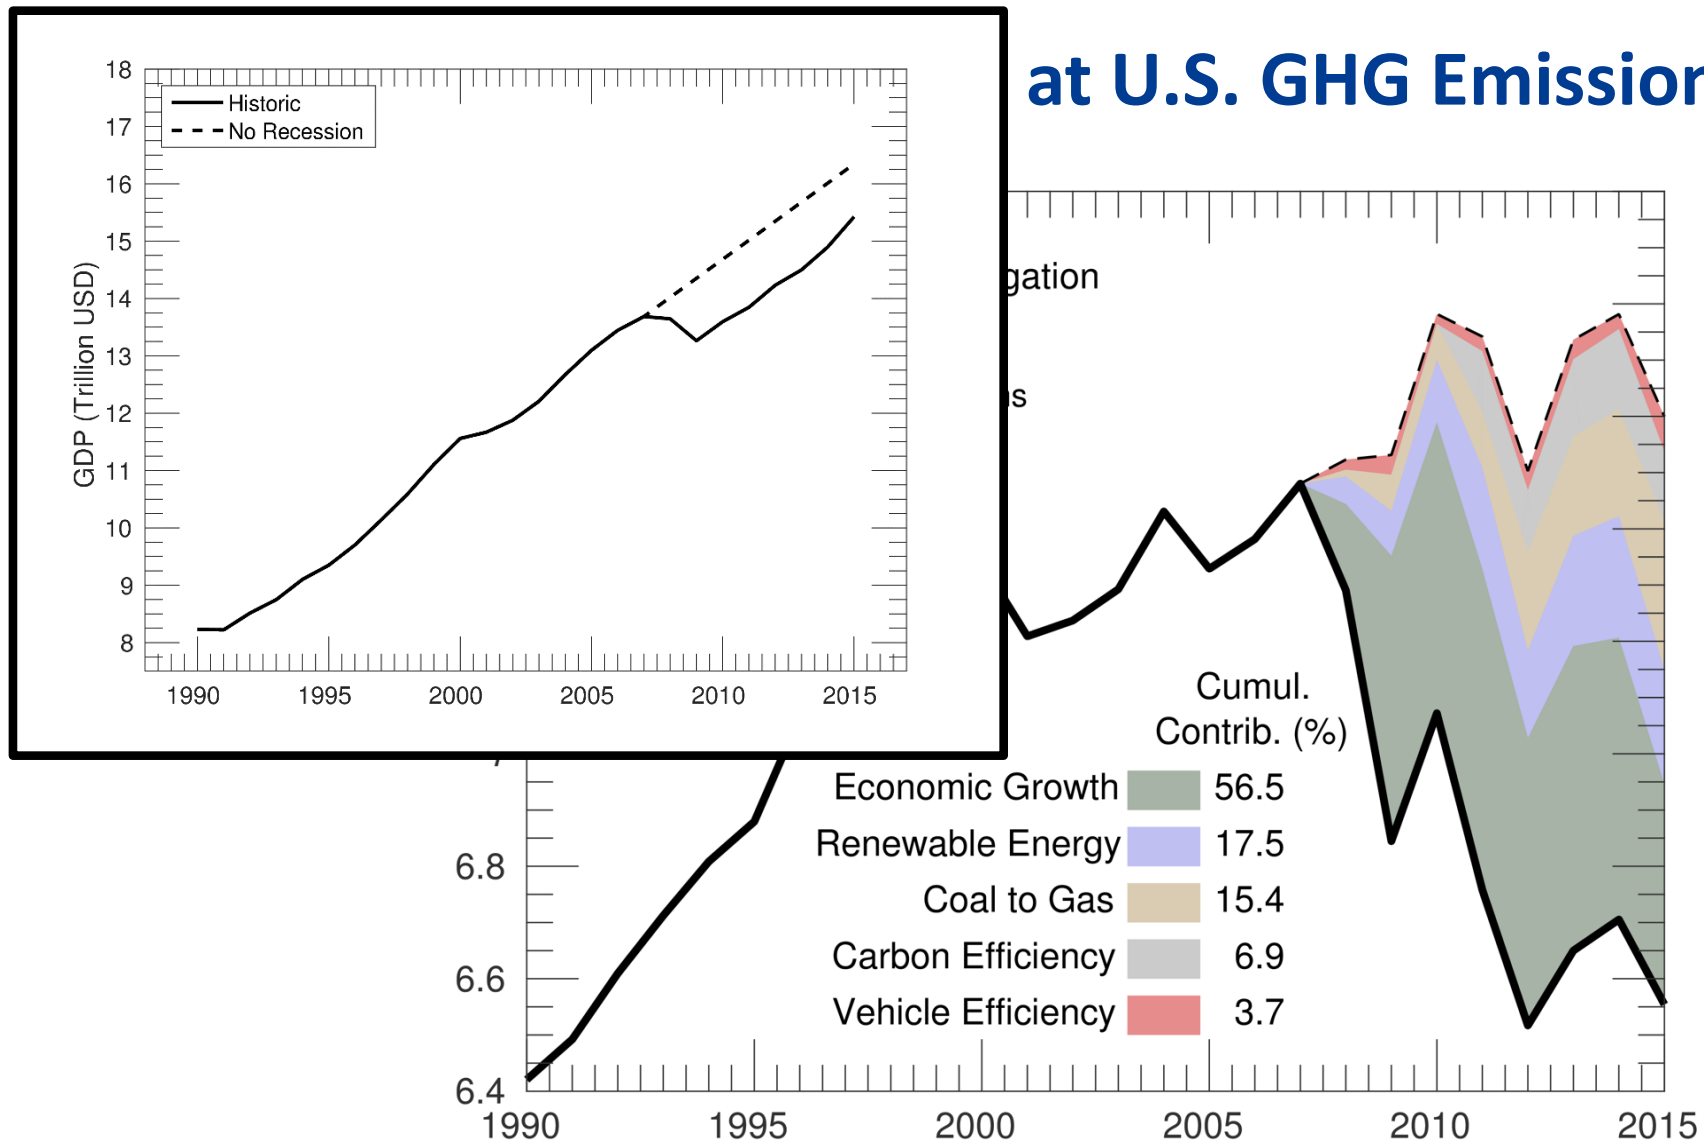 at U.S. GHG Emission
18
17
16
15
14
13
12
11
10
9
8
GDP (Trillion USD)
Historic
No Recession
1990 1995 2000 2005 2010 2015
gation
Cumul.
Contrib. (%)
Economic Growth 56.5
Renewable Energy 17.5
Coal to Gas 15.4
Carbon Efficiency 6.9
Vehicle Efficiency 3.7
6.8
6.6
6.4
1990 1995 2000 2005 2010 2015